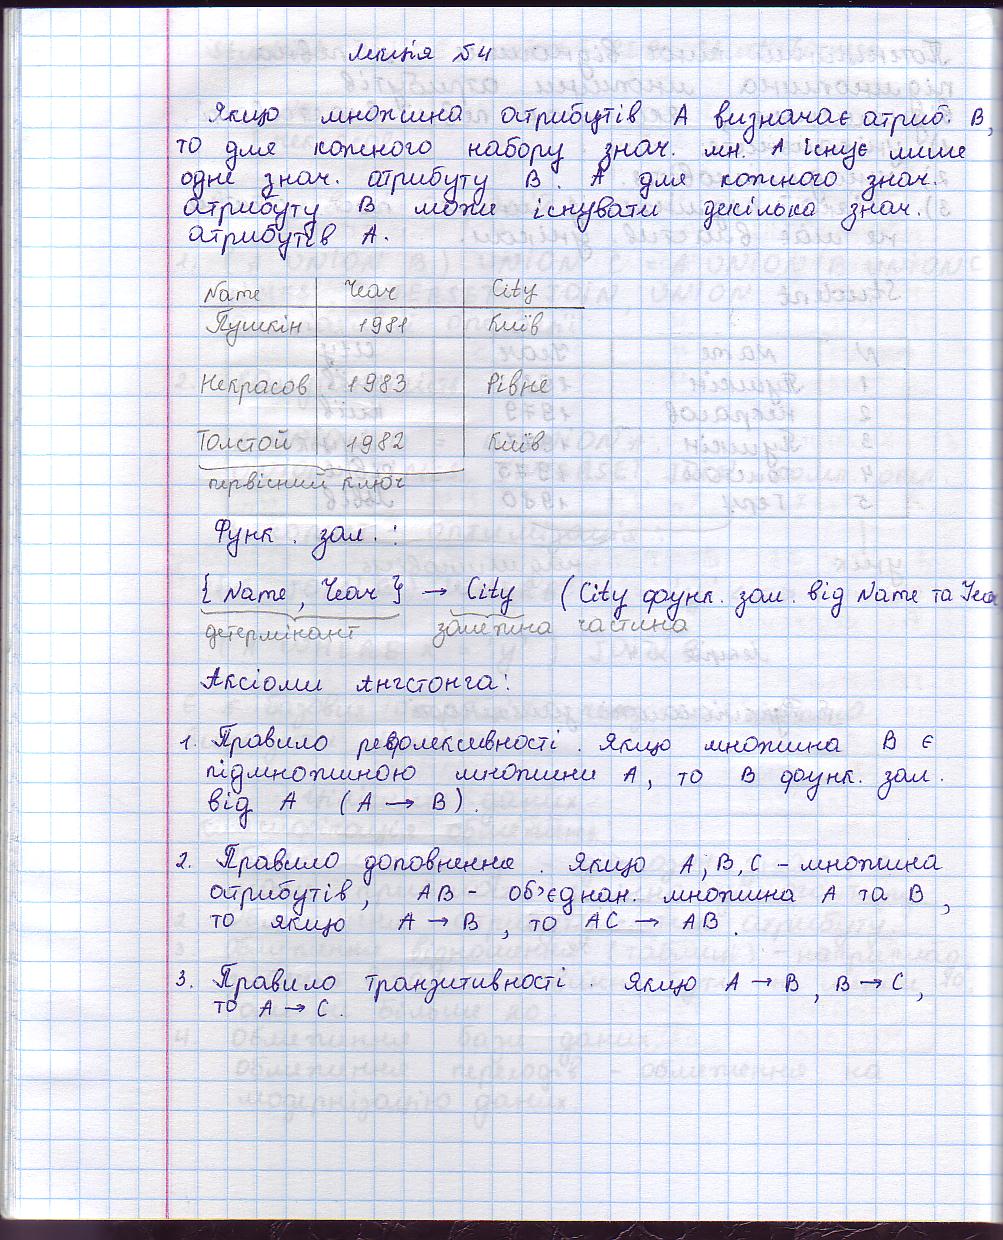 Лекція №4
Якщо множина атрибутів А визначає атриб. В,
то для кожного набору знач. мн. А існує лише
одне знач. атрибуту В. А для кожного знач.
атрибуту В може існувати декілька знач.
атрибутів А.
Name Year City
Пушкін 1981 Київ
Некрасов 1983 Рівне
Толстой 1982 Київ
первісний ключ
Функ. зал.:
{ Name, Year } → City (City функ. зал. від Name та Yea
детермінант залежна частина
Аксіоми Ангстонга:
1. Правило рефлексивності. Якщо множина В є
підмножиною множини А, то В функ. зал.
від А (А → В).
2. Правило доповнення. Якщо А, В, С - множина
атрибутів, АВ - об'єднан. множина А та В,
то якщо А → В, то АС → АВ.
3. Правило транзитивності. Якщо А → В, В → С,
то А → С.